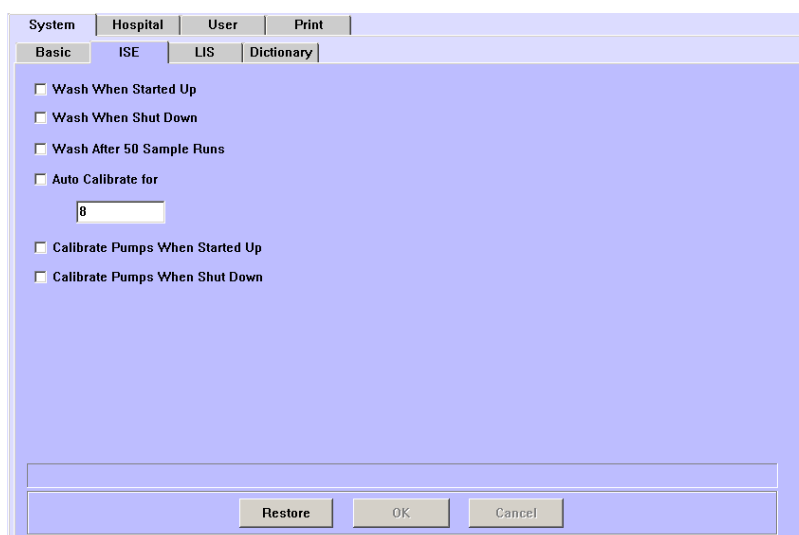 System Hospital User Print
Basic ISE LIS Dictionary
Wash When Started Up
Wash When Shut Down
Wash After 50 Sample Runs
Auto Calibrate for
8
Calibrate Pumps When Started Up
Calibrate Pumps When Shut Down
Restore OK Cancel